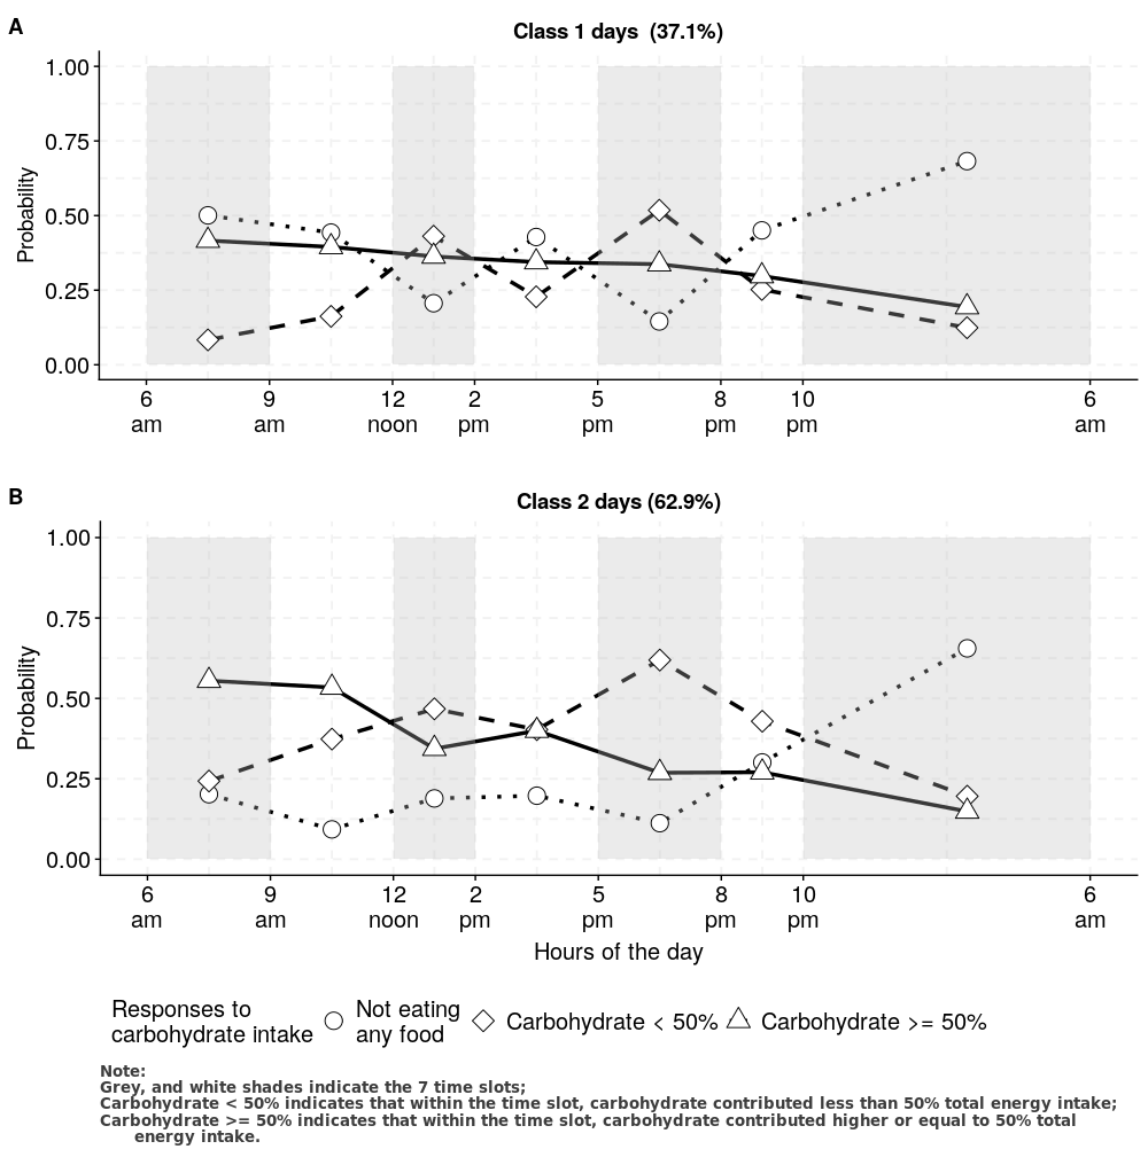 A
Class 1 days (37.1%)
Probability
1.00
0.75
0.50
0.25
0.00
6 9 12 2 5 8 10 6
am am noon pm pm pm pm am
B
Class 2 days (62.9%)
Probability
1.00
0.75
0.50
0.25
0.00
6 9 12 2 5 8 10 6
am am noon pm pm pm pm am
Hours of the day
Responses to
carbohydrate intake
Not eating
any food
Carbohydrate < 50%
Carbohydrate >= 50%
Note:
Grey, and white shades indicate the 7 time slots;
Carbohydrate < 50% indicates that within the time slot, carbohydrate contributed less than 50% total energy intake;
Carbohydrate >= 50% indicates that within the time slot, carbohydrate contributed higher or equal to 50% total
energy intake.